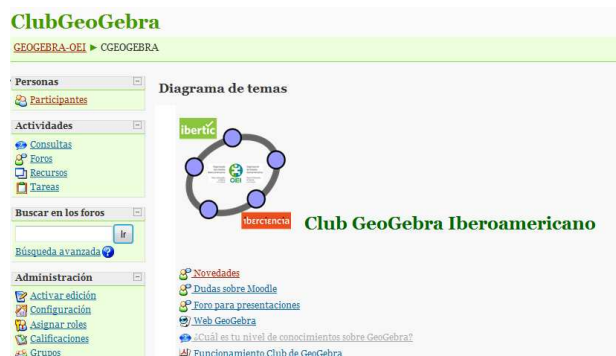 ClubGeoGebra
GEOGEBRA-OEI ► CGEOGEBRA
Personas
Participantes
Actividades
Consultas
Foros
Recursos
Tareas
Buscar en los foros
Ir
Búsqueda avanzada
Administración
Activar edición
Configuración
Asignar roles
Calificaciones
Grupos
Diagrama de temas
ibertic
OEI
iberciencia
Club GeoGebra Iberoamericano
Novedades
Dudas sobre Moodle
Foro para presentaciones
Web GeoGebra
¿Cuál es tu nivel de conocimientos sobre GeoGebra?
Funcionamiento Club de GeoGebra